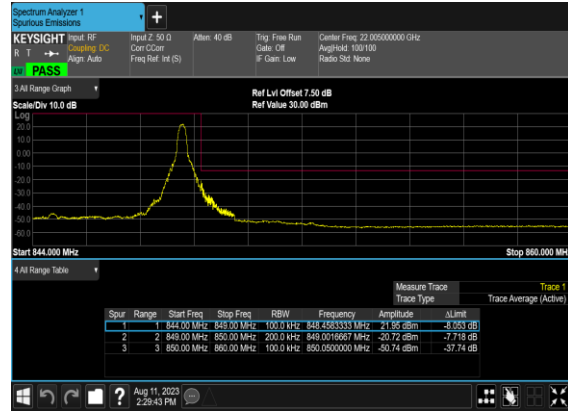 Spectrum Analyzer 1
Spurious Emissions
+
KEYSIGHT Input: RF Input Z: 50 Ω Atten: 40 dB Trig: Free Run Center Freq: 22.005000000 GHz
R T Coupling: DC Corr CCorr Gate: Off Avg|Hold: 100/100
Align: Auto Freq Ref: Int (S) IF Gain: Low Radio Std: None
PASS
3 All Range Graph
Ref Lvl Offset 7.50 dB
Scale/Div 10.0 dB Ref Value 30.00 dBm
Log
20.0
10.0
0.00
-10.0
-20.0
-30.0
-40.0
-50.0
-60.0
Start 844.000 MHz Stop 860.000 MH
4 All Range Table
Measure Trace Trace 1
Trace Type Trace Average (Active)
Spur Range Start Freq Stop Freq RBW Frequency Amplitude ΔLimit
1 1 844.00 MHz 849.00 MHz 100.0 kHz 848.4583333 MHz 21.95 dBm -8.053 dB
2 2 849.00 MHz 850.00 MHz 200.0 kHz 849.0016667 MHz -20.72 dBm -7.718 dB
3 3 850.00 MHz 860.00 MHz 100.0 kHz 850.0500000 MHz -50.74 dBm -37.74 dB
? Aug 11, 2023
2:29:43 PM